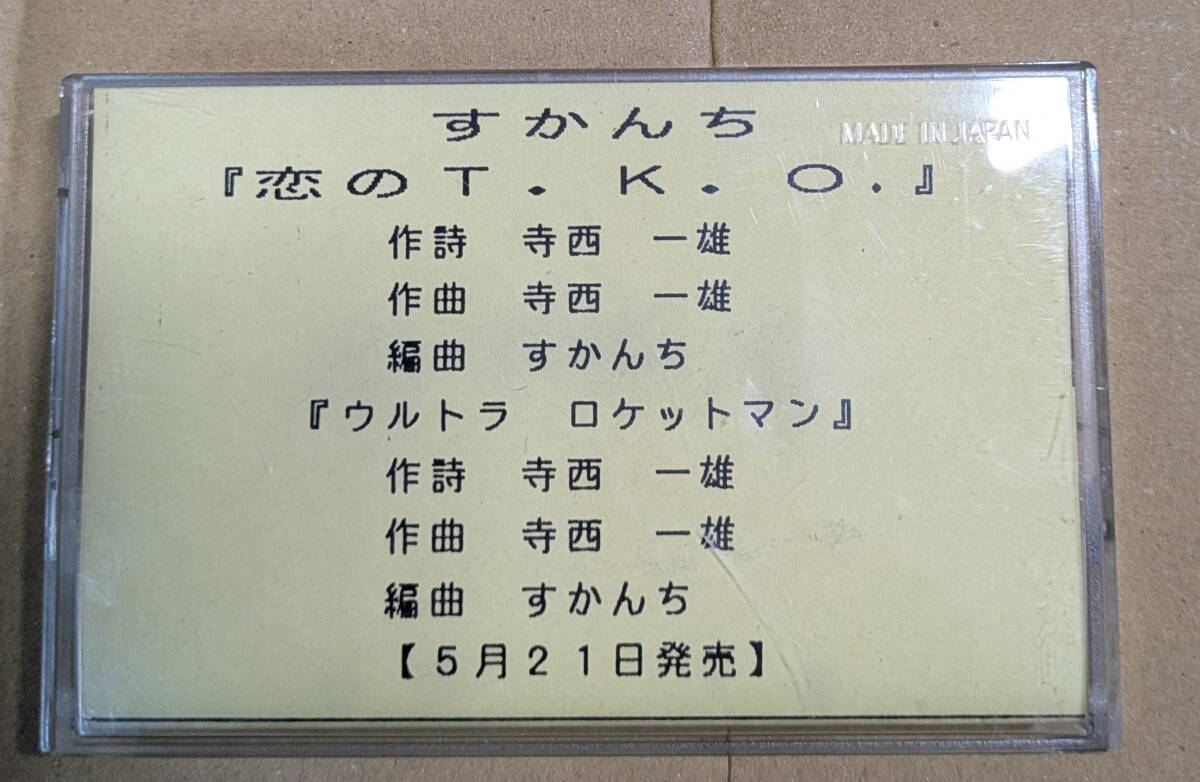 すかんち
MADE IN JAPAN
『恋のT．K．O．』
作詩　寺西　一雄
作曲　寺西　一雄
編曲　すかんち
『ウルトラ　ロケットマン』
作詩　寺西　一雄
作曲　寺西　一雄
編曲　すかんち
【５月２１日発売】